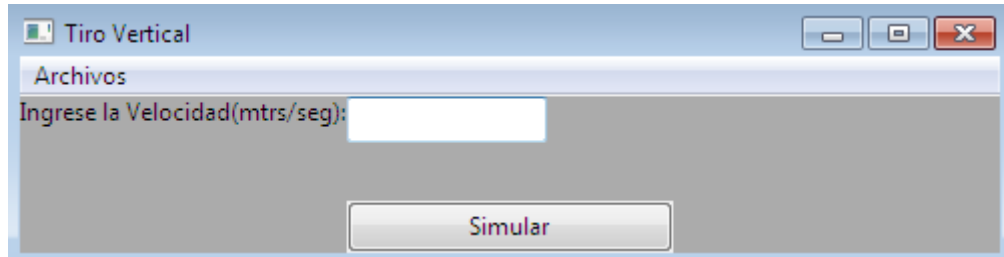 Tiro Vertical
Archivos
Ingrese la Velocidad(mtrs/seg):
Simular